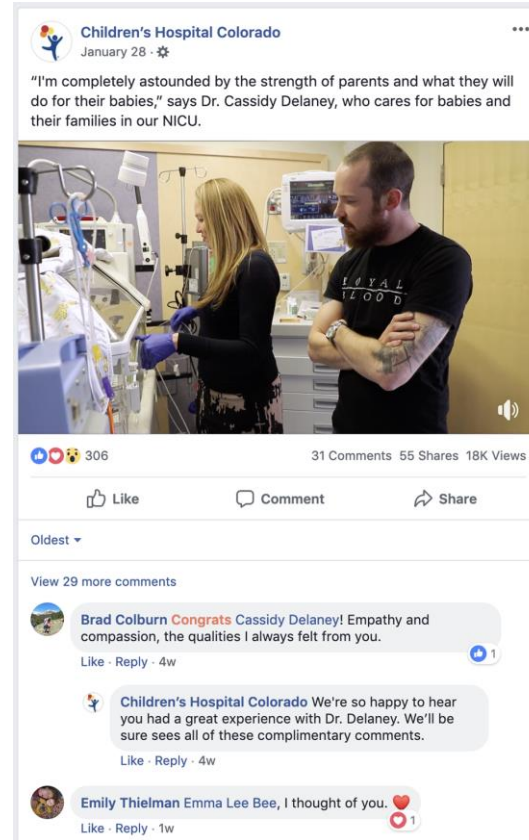 Children's Hospital Colorado
January 28 ·
“I'm completely astounded by the strength of parents and what they will
do for their babies,” says Dr. Cassidy Delaney, who cares for babies and
their families in our NICU.
ROYAL
BLOOD
306
31 Comments 55 Shares 18K Views
Like
Comment
Share
Oldest
View 29 more comments
Brad Colburn Congrats Cassidy Delaney! Empathy and
compassion, the qualities I always felt from you.
1
Like · Reply · 4w
Children's Hospital Colorado We're so happy to hear
you had a great experience with Dr. Delaney. We’ll be
sure sees all of these complimentary comments.
Like · Reply · 4w
Emily Thielman Emma Lee Bee, I thought of you.
1
Like · Reply · 1w